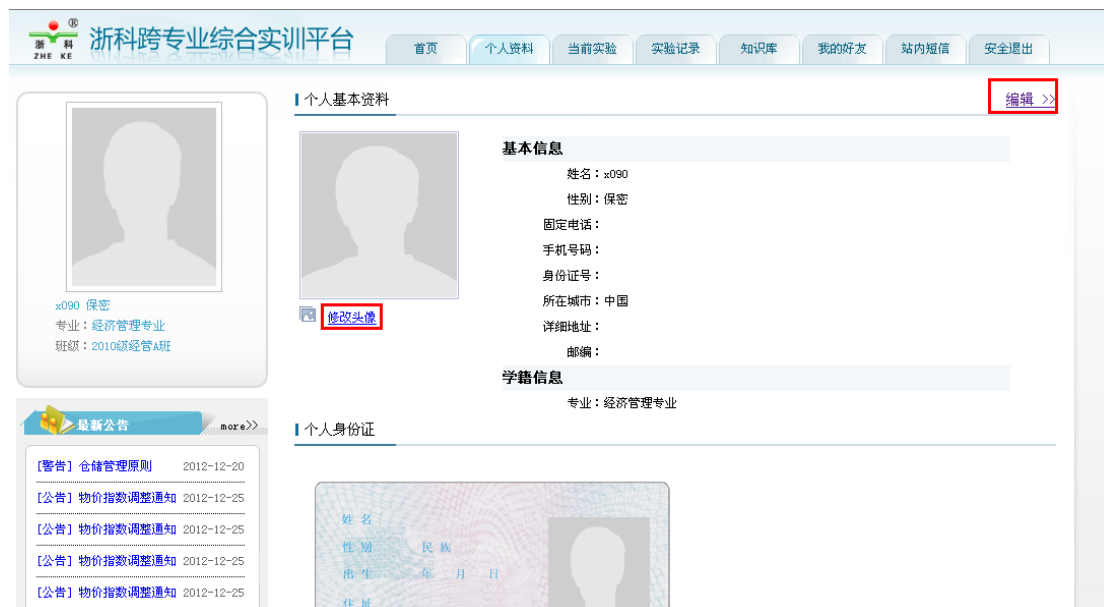 ®
浙 科
ZHE KE
浙科跨专业综合实训平台
首页 个人资料 当前实验 实验记录 知识库 我的好友 站内短信 安全退出
x090 保密
专业：经济管理专业
班级：2010级经管A班
最新公告 more>>
[警告] 仓储管理原则 2012-12-20
[公告] 物价指数调整通知 2012-12-25
[公告] 物价指数调整通知 2012-12-25
[公告] 物价指数调整通知 2012-12-25
[公告] 物价指数调整通知 2012-12-25
个人基本资料 编辑 >>
修改头像
基本信息
姓名：x090
性别：保密
固定电话：
手机号码：
身份证号：
所在城市：中国
详细地址：
邮编：
学籍信息
专业：经济管理专业
个人身份证
姓 名
性 别 民 族
出 生 年 月 日
住 址